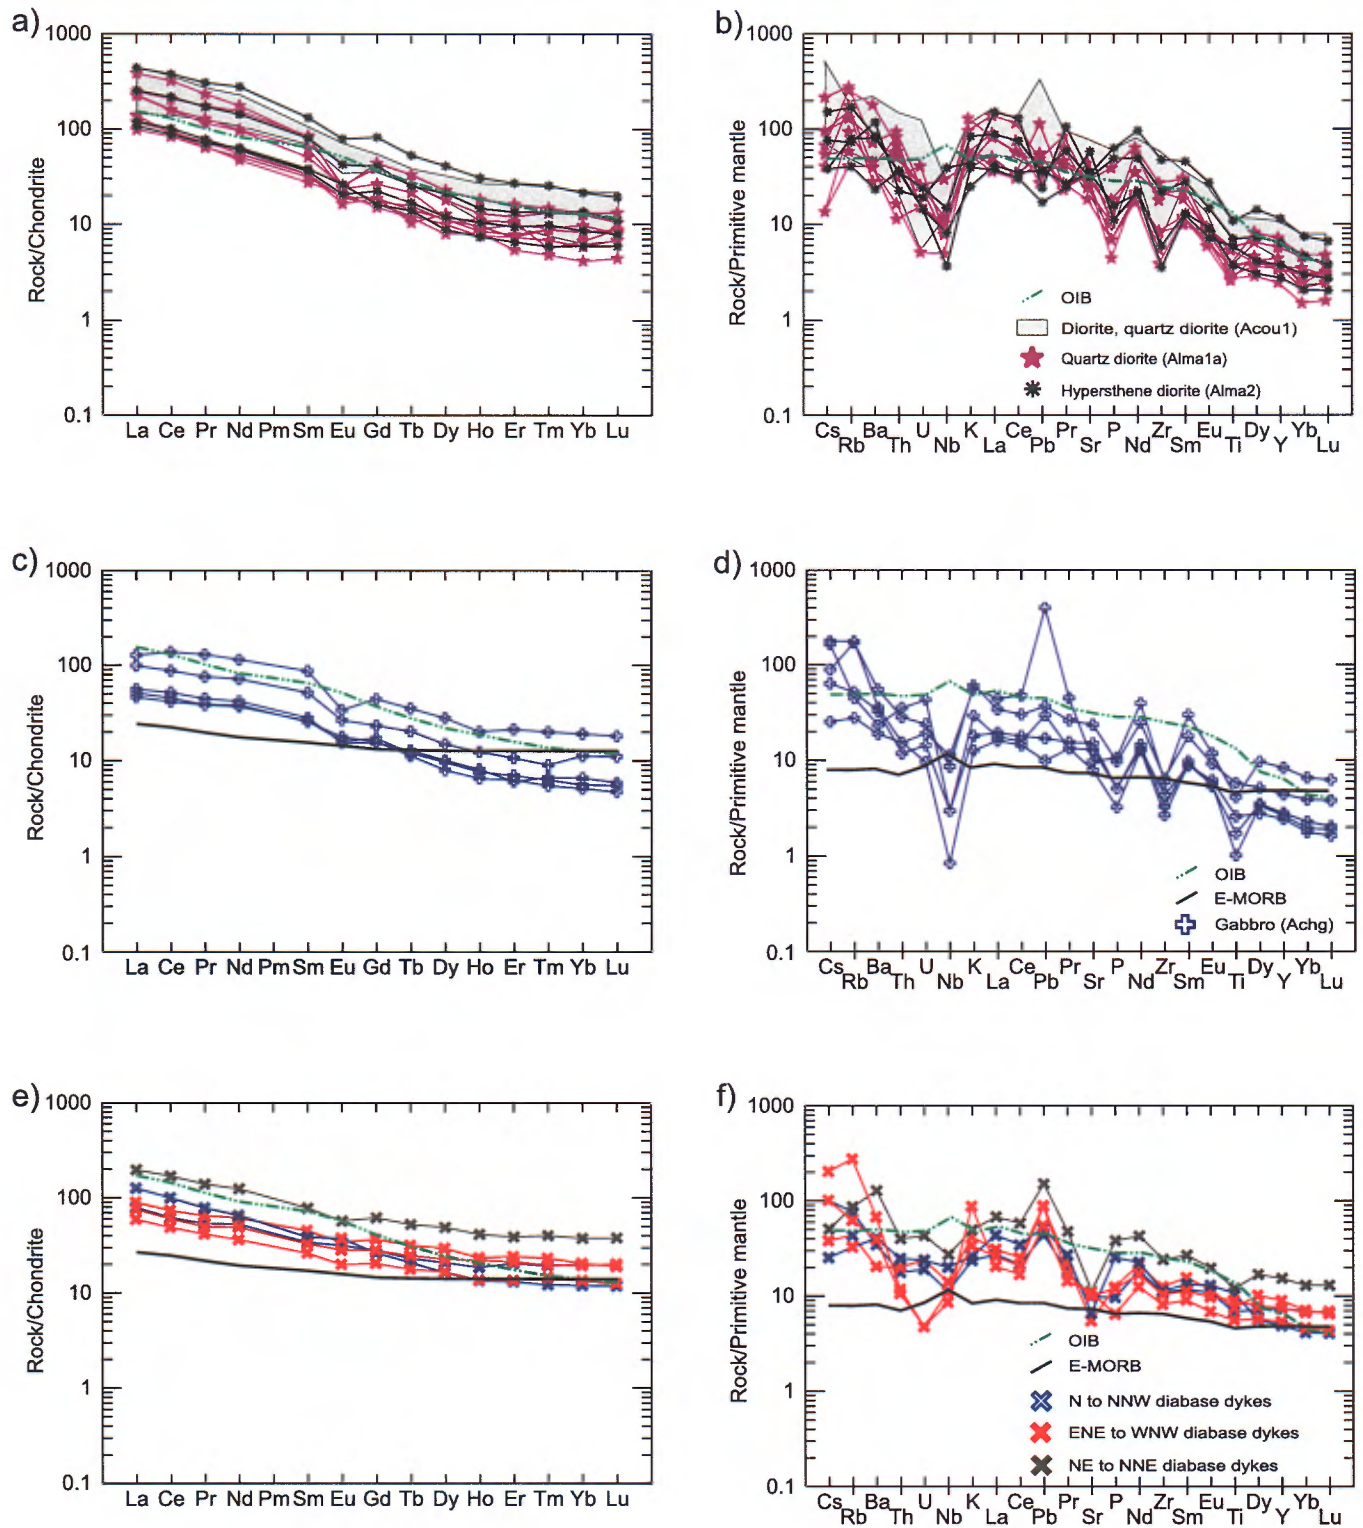 a)
1000
100
10
1
0.1
Rock/Chondrite
La Ce Pr Nd Pm Sm Eu Gd Tb Dy Ho Er Tm Yb Lu
b)
1000
100
10
1
0.1
Rock/Primitive mantle
OIB
Diorite, quartz diorite (Acou1)
Quartz diorite (Alma1a)
Hypersthene diorite (Alma2)
Cs Ba U K Ce Pr P Zr Eu Dy Yb
Rb Th Nb La Pb Sr Nd Sm Ti Y Lu
c)
1000
100
10
1
0.1
Rock/Chondrite
La Ce Pr Nd Pm Sm Eu Gd Tb Dy Ho Er Tm Yb Lu
d)
1000
100
10
1
0.1
Rock/Primitive mantle
OIB
E-MORB
Gabbro (Achg)
Cs Ba U K Ce Pr P Zr Eu Dy Yb
Rb Th Nb La Pb Sr Nd Sm Ti Y Lu
e)
1000
100
10
1
0.1
Rock/Chondrite
La Ce Pr Nd Pm Sm Eu Gd Tb Dy Ho Er Tm Yb Lu
f)
1000
100
10
1
0.1
Rock/Primitive mantle
OIB
E-MORB
N to NNW diabase dykes
ENE to WNW diabase dykes
NE to NNE diabase dykes
Cs Ba U K Ce Pr P Zr Eu Dy Yb
Rb Th Nb La Pb Sr Nd Sm Ti Y Lu